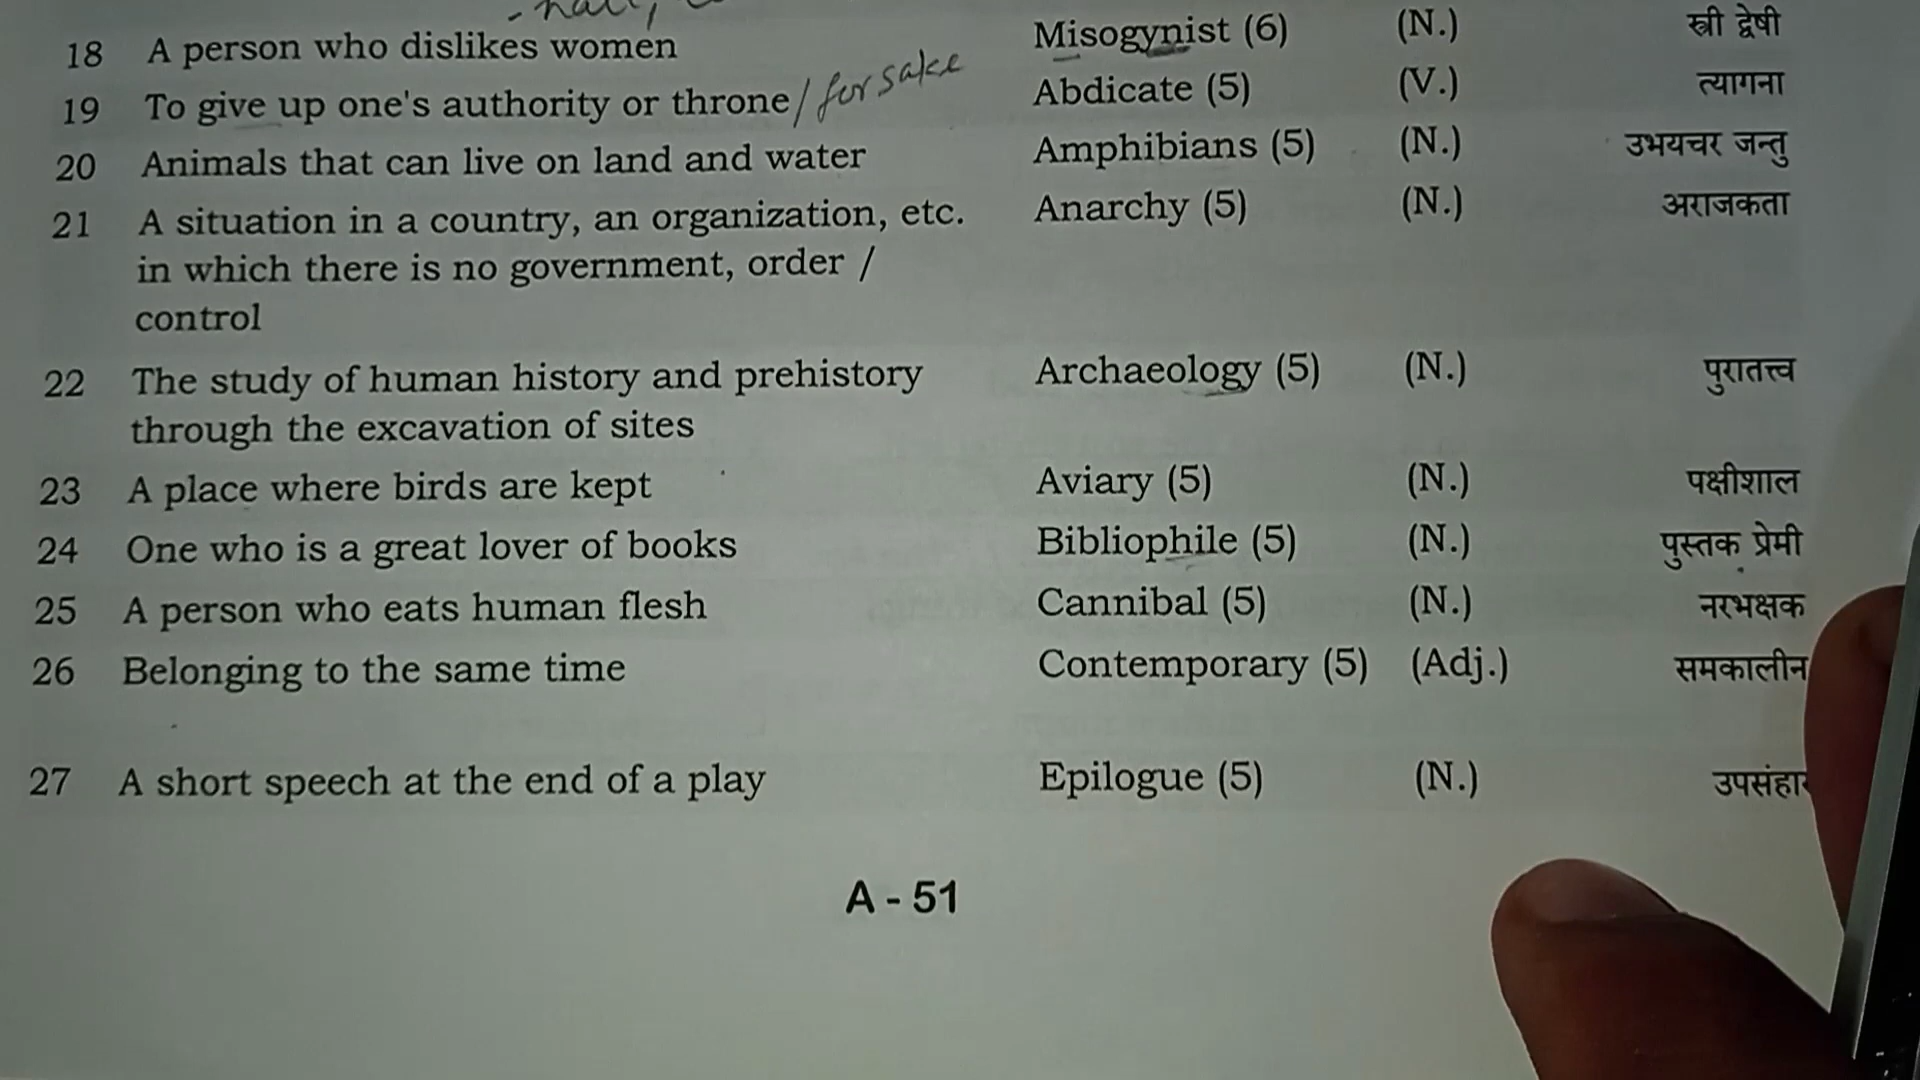 18 A person who dislikes women Misogynist (6) (N.) स्त्री द्वेषी
19 To give up one's authority or throne / forsake Abdicate (5) (V.) त्यागना
20 Animals that can live on land and water Amphibians (5) (N.) उभयचर जन्तु
21 A situation in a country, an organization, etc. Anarchy (5) (N.) अराजकता
in which there is no government, order /
control
22 The study of human history and prehistory Archaeology (5) (N.) पुरातत्त्व
through the excavation of sites
23 A place where birds are kept Aviary (5) (N.) पक्षीशाल
24 One who is a great lover of books Bibliophile (5) (N.) पुस्तक प्रेमी
25 A person who eats human flesh Cannibal (5) (N.) नरभक्षक
26 Belonging to the same time Contemporary (5) (Adj.) समकालीन
27 A short speech at the end of a play Epilogue (5) (N.)
A - 51